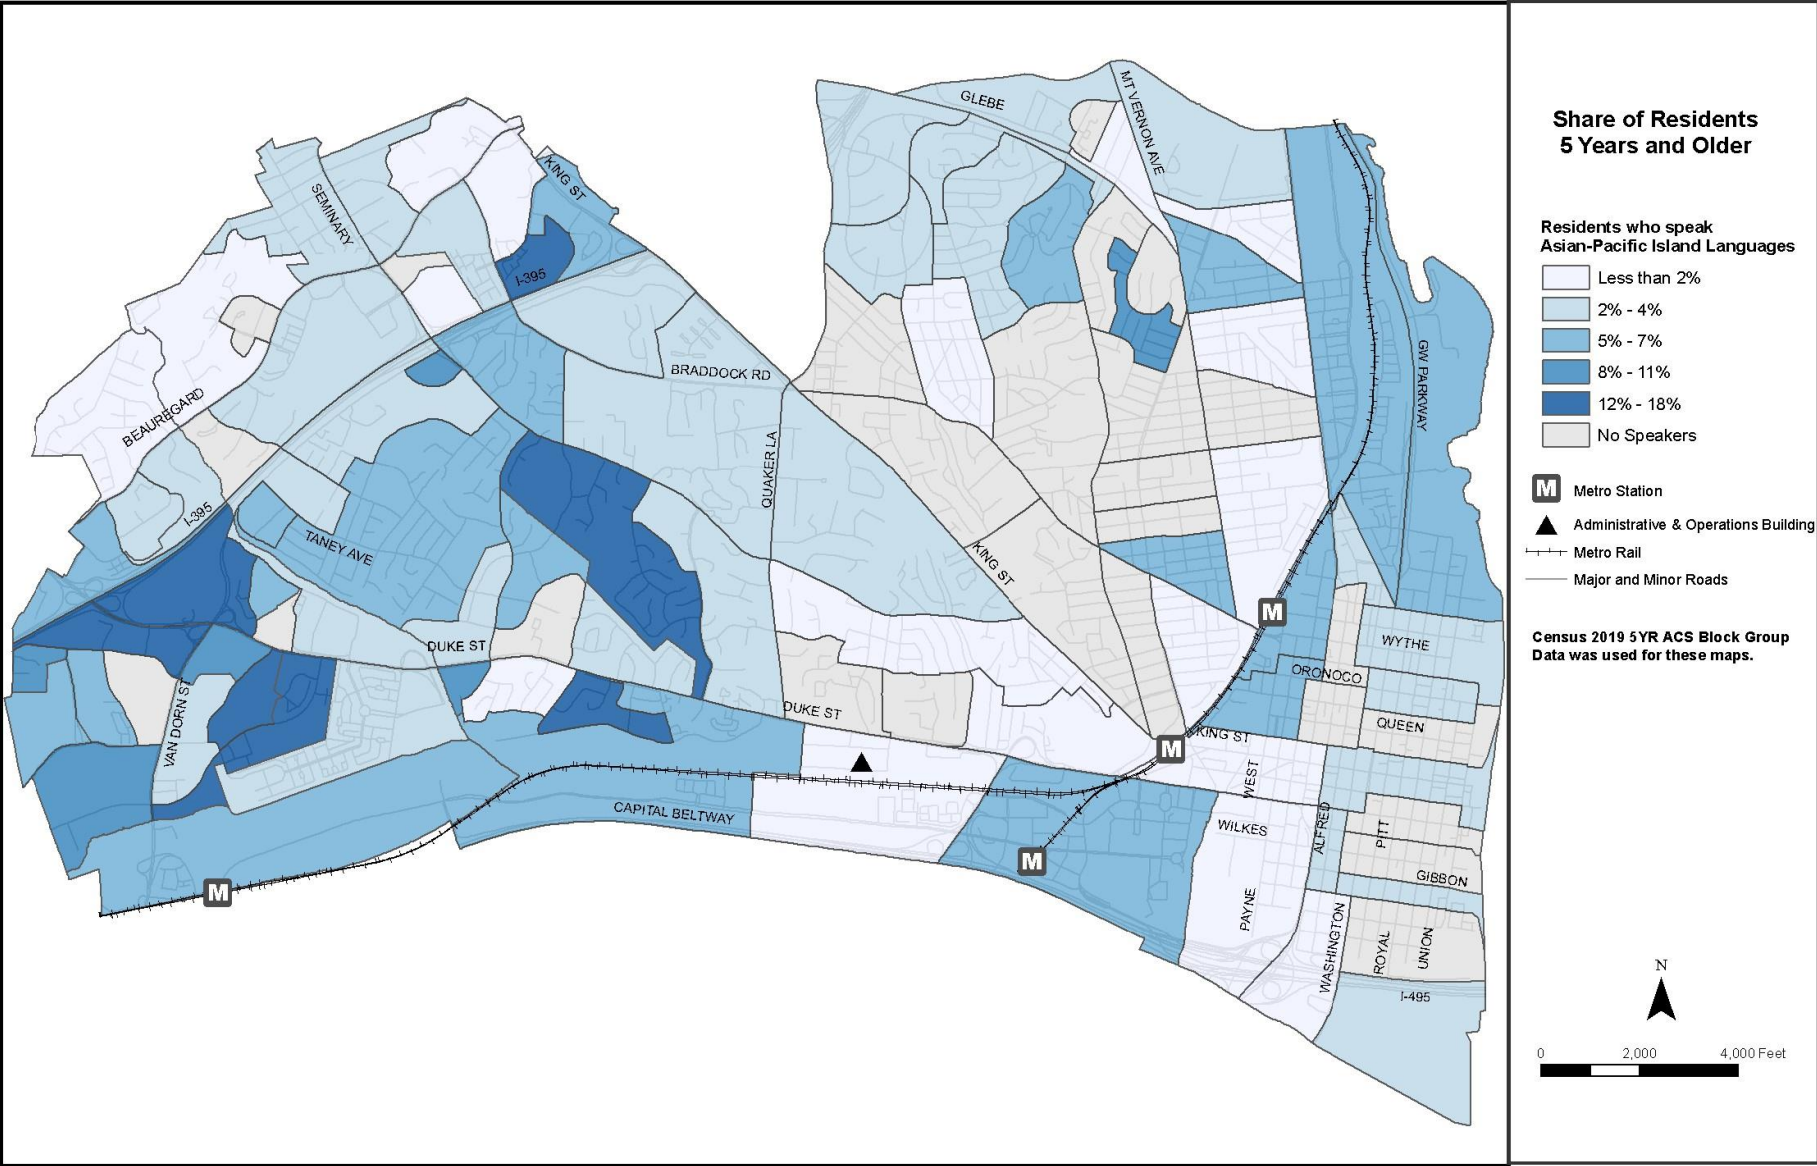 GLEBE
MT VERNON AVE
KING ST
SEMINARY
I-395
GW PARKWAY
BRADDOCK RD
BEAUREGARD
QUAKER LA
I-395
TANEY AVE
KING ST
DUKE ST
WYTHE
ORONOCO
VAN DORN ST
DUKE ST
QUEEN
KING ST
M
M
WEST
CAPITAL BELTWAY
WILKES
ALFRED
PITT
M
GIBBON
M
PAYNE
WASHINGTON
ROYAL
UNION
I-495
Share of Residents
5 Years and Older
Residents who speak
Asian-Pacific Island Languages
Less than 2%
2% - 4%
5% - 7%
8% - 11%
12% - 18%
No Speakers
M Metro Station
Administrative & Operations Building
Metro Rail
Major and Minor Roads
Census 2019 5YR ACS Block Group
Data was used for these maps.
N
0 2,000 4,000 Feet